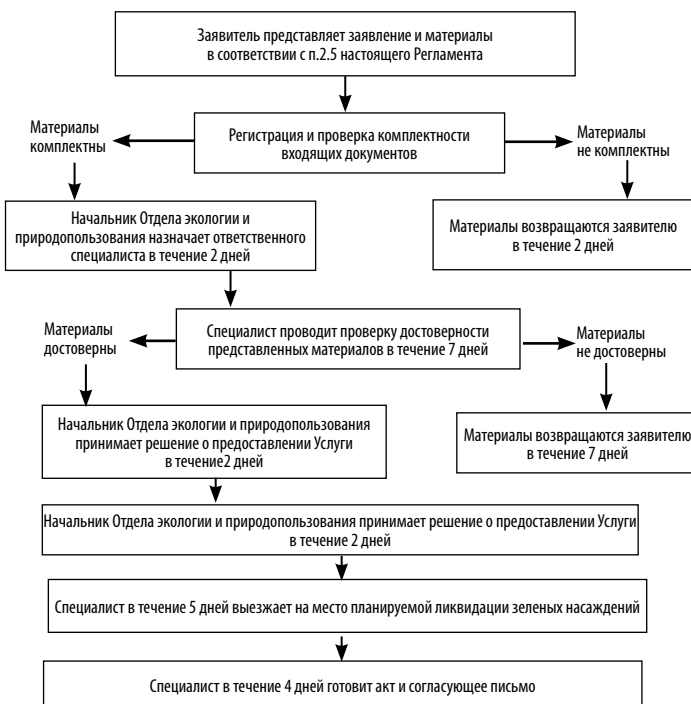 Заявитель представляет заявление и материалы
в соответствии с п.2.5 настоящего Регламента
Материалы
комплектны
Регистрация и проверка комплектности
входящих документов
Материалы
не комплектны
Начальник Отдела экологии и
природопользования назначает ответственного
специалиста в течение 2 дней
Материалы возвращаются заявителю
в течение 2 дней
Материалы
достоверны
Специалист проводит проверку достоверности
представленных материалов в течение 7 дней
Материалы
не достоверны
Начальник Отдела экологии и природопользования
принимает решение о предоставлении Услуги
в течение2 дней
Материалы возвращаются заявителю
в течение 7 дней
Начальник Отдела экологии и природопользования принимает решение о предоставлении Услуги
в течение 2 дней
Специалист в течение 5 дней выезжает на место планируемой ликвидации зеленых насаждений
Специалист в течение 4 дней готовит акт и согласующее письмо